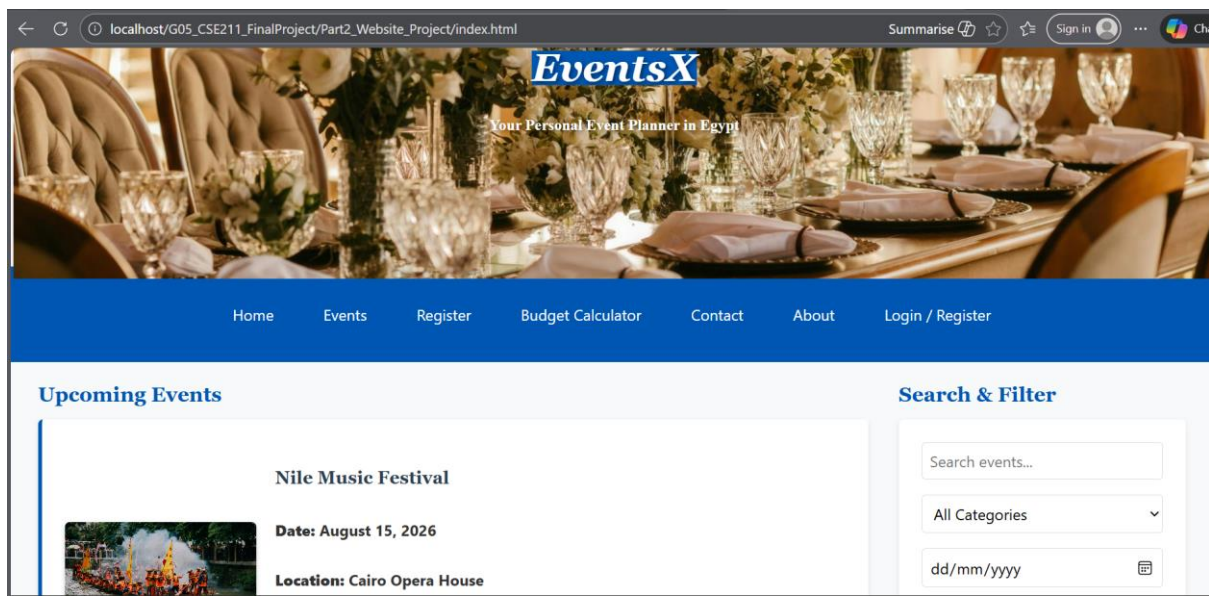 localhost/G05_CSE211_FinalProject/Part2_Website_Project/index.html
Summarise
Sign in
EventsX
Your Personal Event Planner in Egypt
Home Events Register Budget Calculator Contact About Login / Register
Upcoming Events
Nile Music Festival
Date: August 15, 2026
Location: Cairo Opera House
Search & Filter
Search events...
All Categories
dd/mm/yyyy